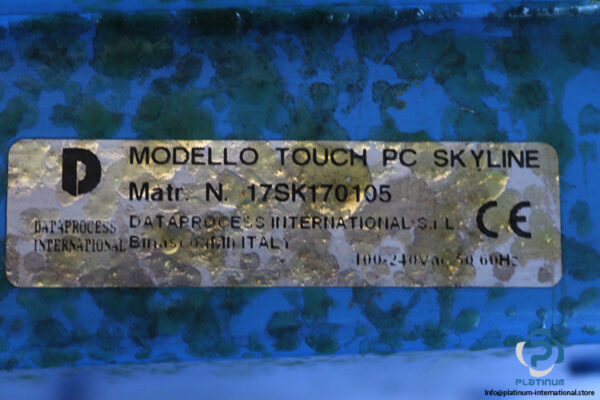 D
MODELLO TOUCH PC SKYLINE
Matr. N. 17SK170105
DATAPROCESS
INTERNATIONAL
DATAPROCESS INTERNATIONAL S.r.L.
ITALY
CE
100-240Vac 50/60Hz
PLATINUM
Info@platinum-international.store